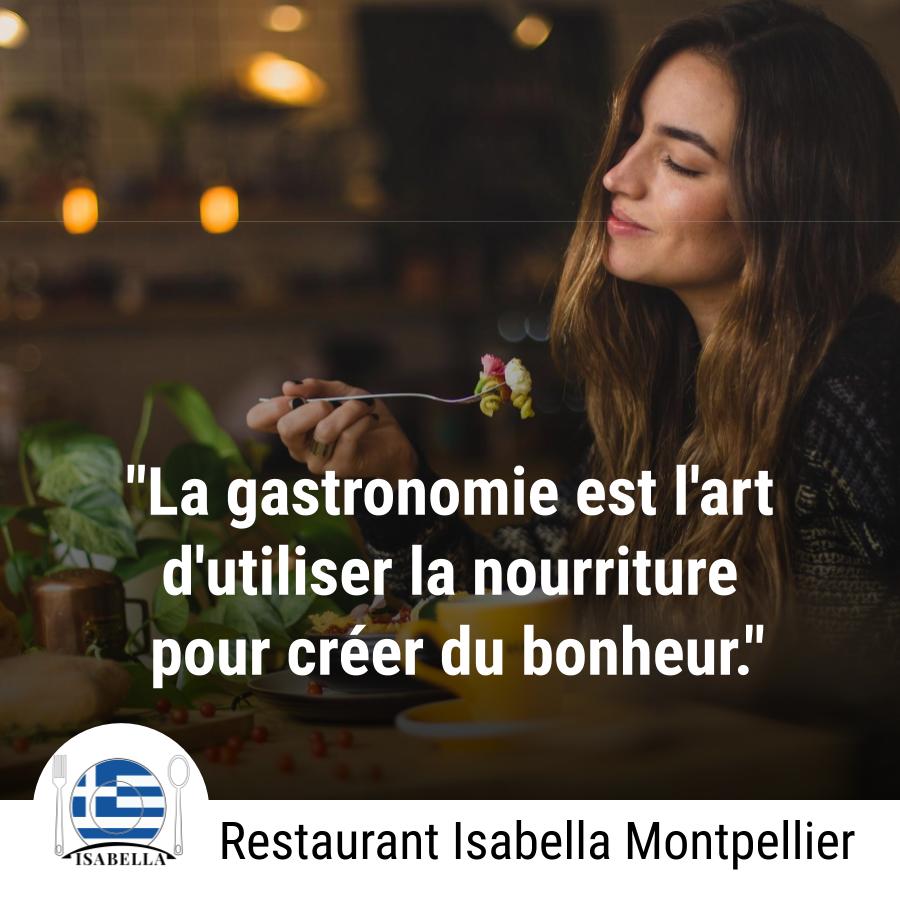 "La gastronomie est l'art
d'utiliser la nourriture
pour créer du bonheur."
ISABELLA
Restaurant Isabella Montpellier